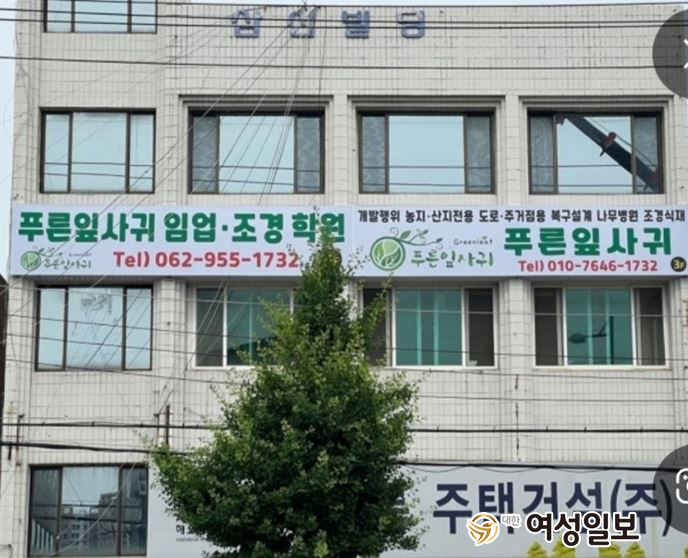 삼신빌딩
푸른잎사귀 임업·조경 학원
Greenleaf
푸른잎사귀
Tel) 062-955-1732
개발행위 농지·산지전용 도로·주거점용 복구설계 나무병원 조경식재
Greenleaf
푸른잎사귀
푸른잎사귀
Tel) 010-7646-1732
3F
주택건설(주)
대한 여성일보